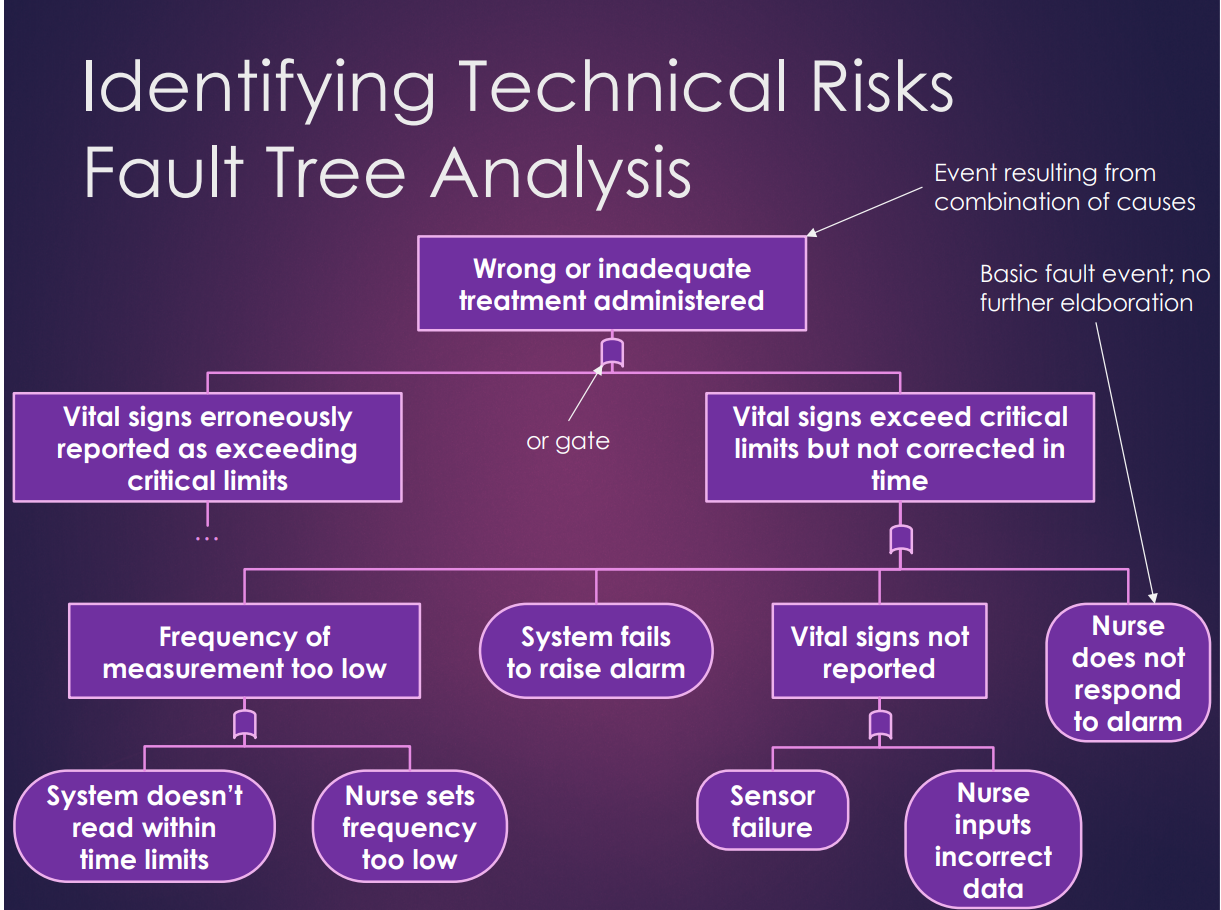 Identifying Technical Risks
Fault Tree Analysis
Event resulting from
combination of causes
Wrong or inadequate
treatment administered
Basic fault event; no
further elaboration
Vital signs erroneously
reported as exceeding
critical limits
or gate
Vital signs exceed critical
limits but not corrected in
time
...
Frequency of
measurement too low
System fails
to raise alarm
Vital signs not
reported
Nurse
does not
respond
to alarm
System doesn’t
read within
time limits
Nurse sets
frequency
too low
Sensor
failure
Nurse
inputs
incorrect
data